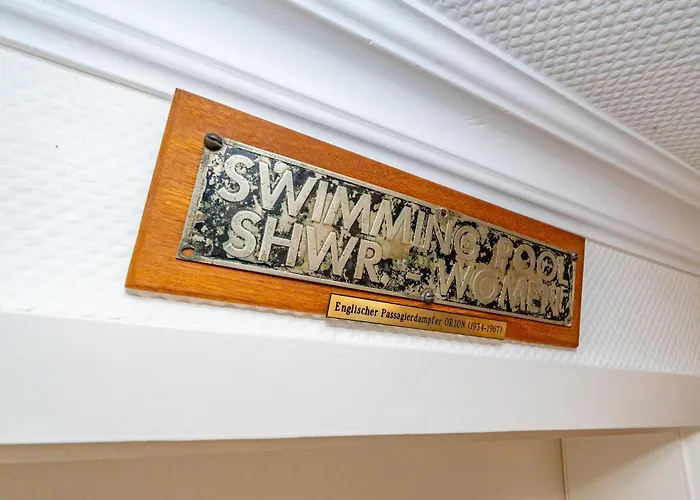 SWIMMING POOL
SHWR. - WOMEN
Englischer Passagierdampfer ORION (1934-1967)